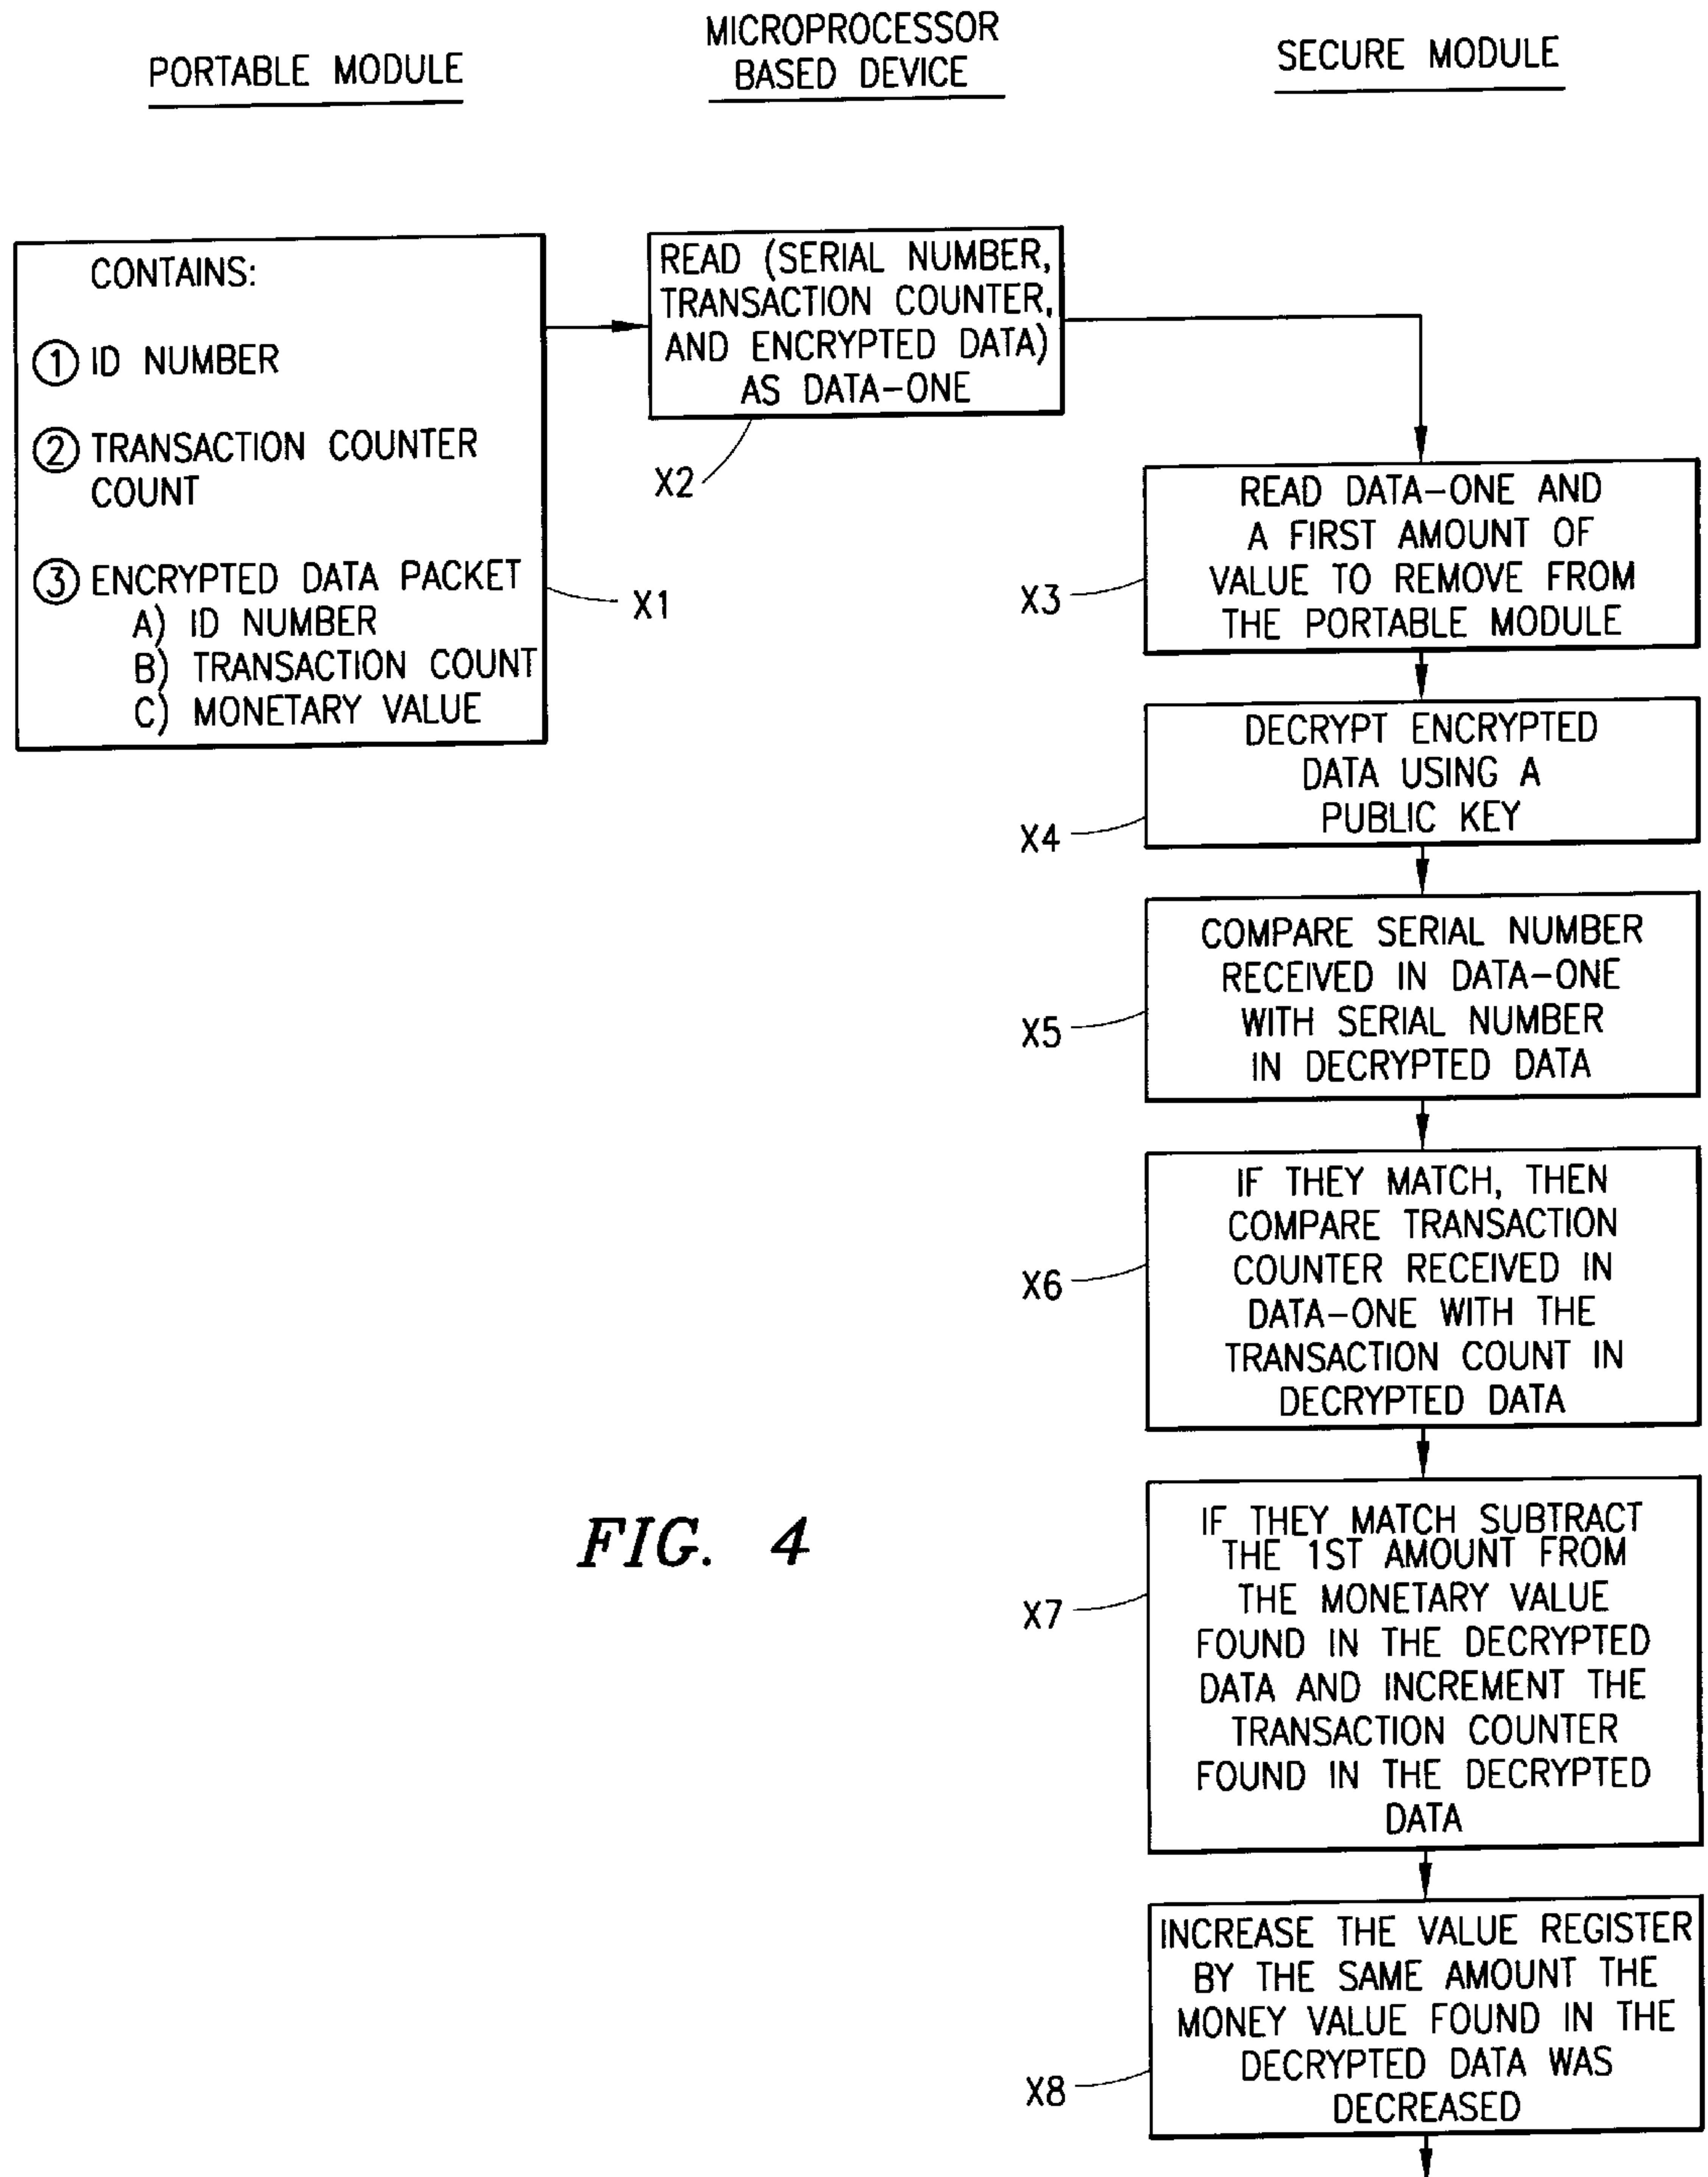 PORTABLE MODULE
MICROPROCESSOR
BASED DEVICE
SECURE MODULE
CONTAINS:
① ID NUMBER
② TRANSACTION COUNTER
COUNT
③ ENCRYPTED DATA PACKET
A) ID NUMBER
B) TRANSACTION COUNT
C) MONETARY VALUE
X1
READ (SERIAL NUMBER,
TRANSACTION COUNTER,
AND ENCRYPTED DATA)
AS DATA-ONE
X2
READ DATA-ONE AND
A FIRST AMOUNT OF
VALUE TO REMOVE FROM
THE PORTABLE MODULE
X3
DECRYPT ENCRYPTED
DATA USING A
PUBLIC KEY
X4
COMPARE SERIAL NUMBER
RECEIVED IN DATA-ONE
WITH SERIAL NUMBER
IN DECRYPTED DATA
X5
IF THEY MATCH, THEN
COMPARE TRANSACTION
COUNTER RECEIVED IN
DATA-ONE WITH THE
TRANSACTION COUNT IN
DECRYPTED DATA
X6
IF THEY MATCH SUBTRACT
THE 1ST AMOUNT FROM
THE MONETARY VALUE
FOUND IN THE DECRYPTED
DATA AND INCREMENT THE
TRANSACTION COUNTER
FOUND IN THE DECRYPTED
DATA
X7
INCREASE THE VALUE REGISTER
BY THE SAME AMOUNT THE
MONEY VALUE FOUND IN THE
DECRYPTED DATA WAS
DECREASED
X8
FIG. 4